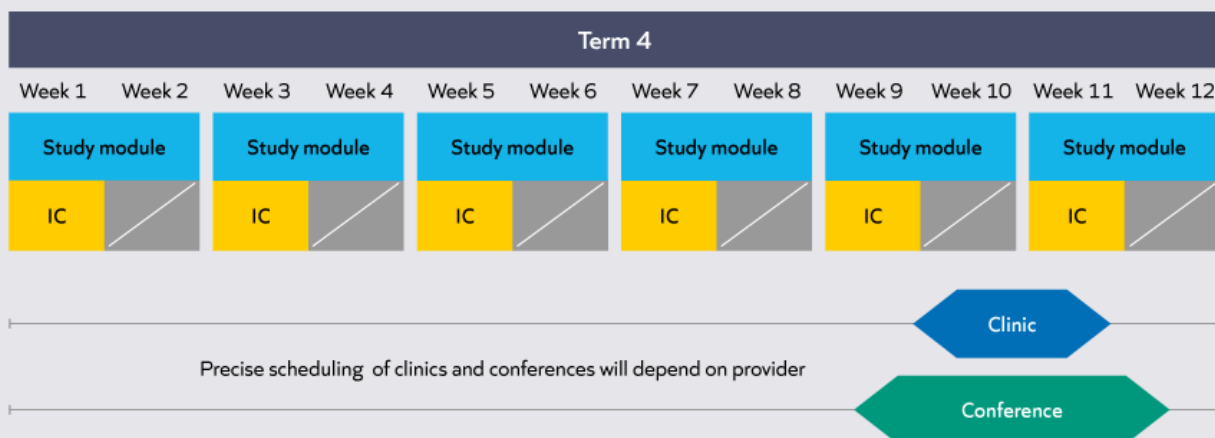 Term 4
Week 1 Week 2 Week 3 Week 4 Week 5 Week 6 Week 7 Week 8 Week 9 Week 10 Week 11 Week 12
Study module Study module Study module Study module Study module Study module
IC IC IC IC IC IC
Clinic
Precise scheduling of clinics and conferences will depend on provider
Conference